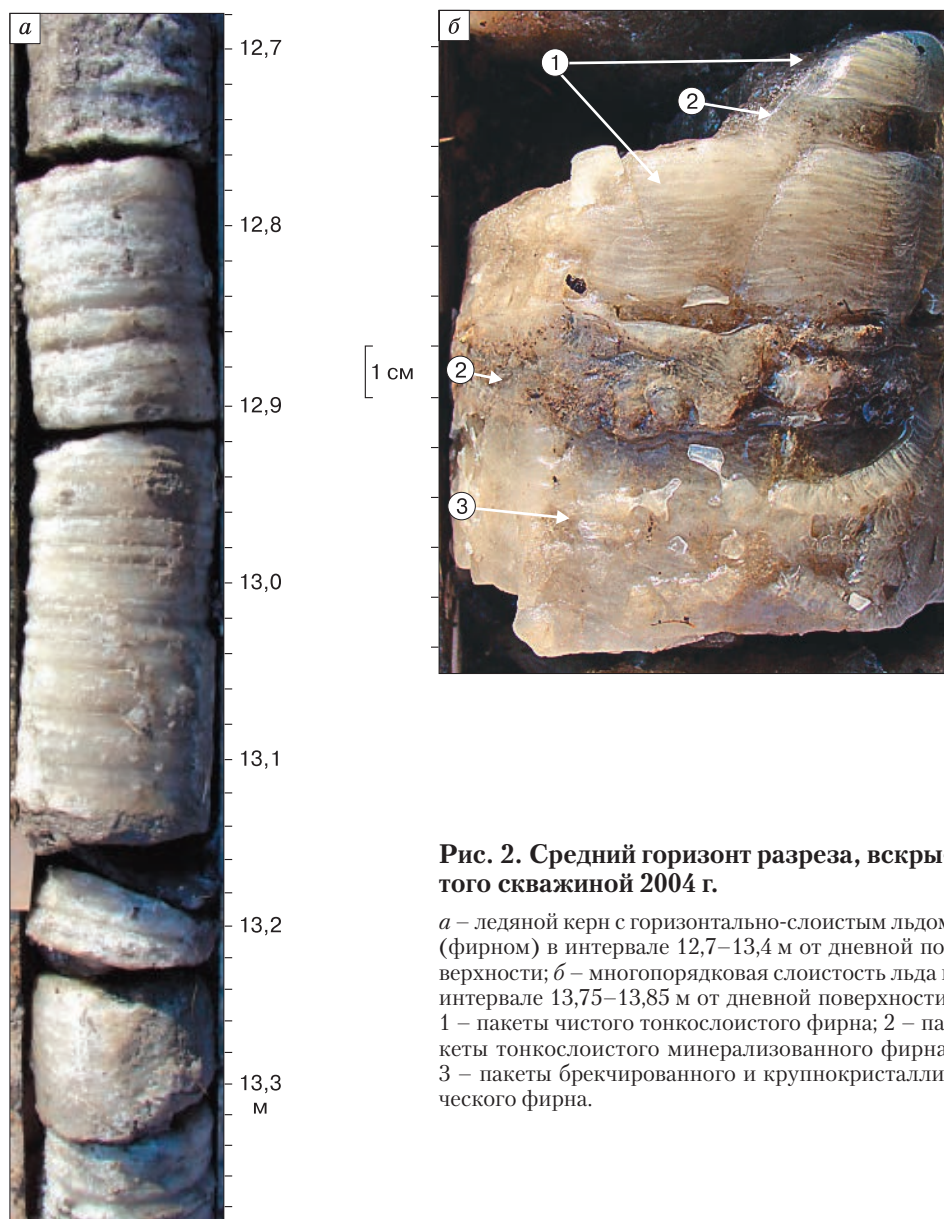 а
12,7
12,8
12,9
13,0
13,1
13,2
13,3
м
1 см
б
1
2
2
3
Рис. 2. Средний горизонт разреза, вскры-
того скважиной 2004 г.
а – ледяной керн с горизонтально-слоистым льдом
(фирном) в интервале 12,7–13,4 м от дневной по-
верхности; б – многопорядковая слоистость льда
интервале 13,75–13,85 м от дневной поверхности
1 – пакеты чистого тонкослоистого фирна; 2 – па-
кеты тонкослоистого минерализованного фирна
3 – пакеты брекчированного и крупнокристалли-
ческого фирна.